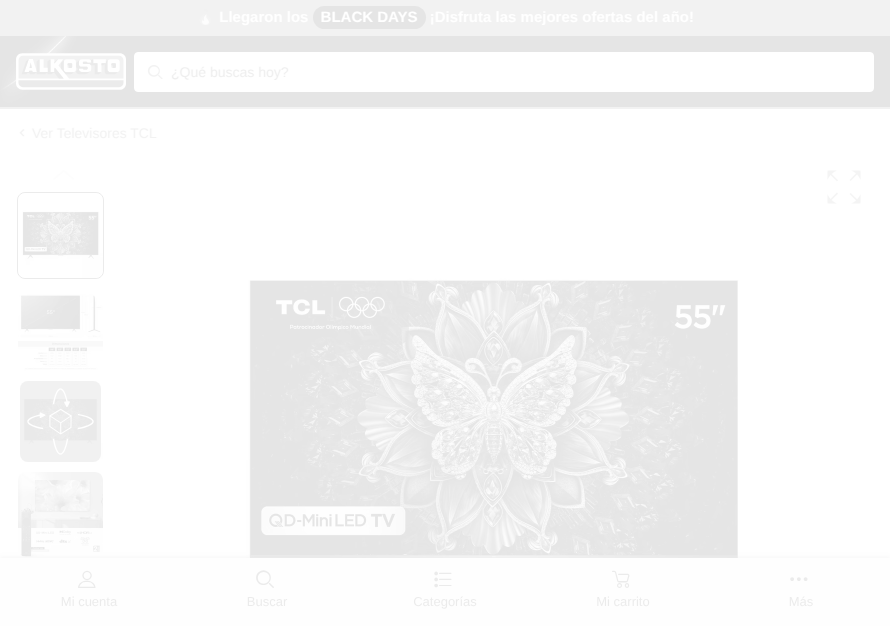 Llegaron los BLACK DAYS ¡Disfruta las mejores ofertas del año!
ALKOSTO
¿Qué buscas hoy?
Ver Televisores TCL
TCL
55"
QD-Mini LED TV
Mi cuenta
Buscar
Categorías
Mi carrito
Más